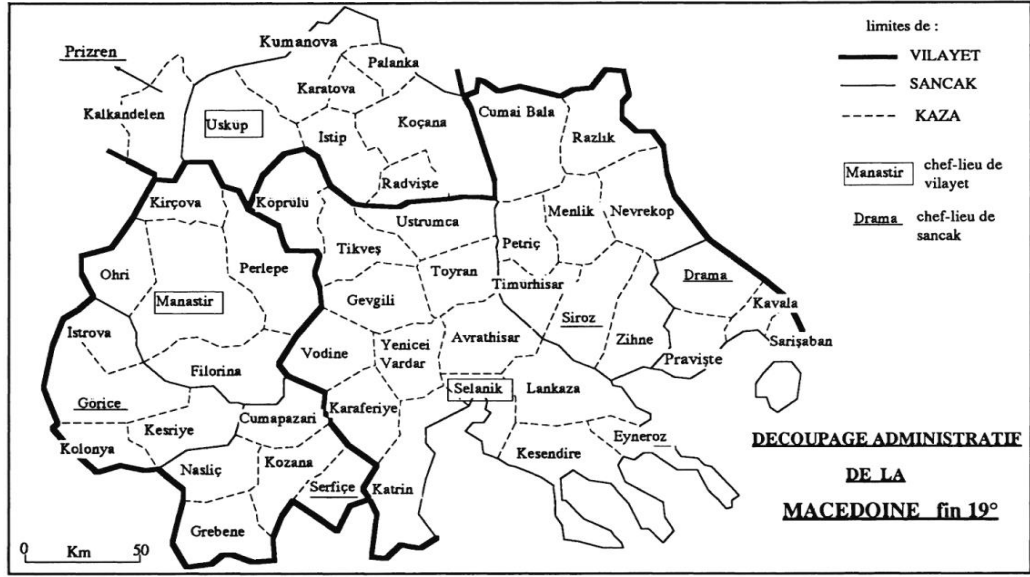 limites de :
VILAYET
SANCAK
KAZA
Manastir
chef-lieu de
vilayet
Drama
chef-lieu de
sancak
Prizren
Kumanova
Palanka
Kalkandelen
Karatova
Uskup
Istip
Koçana
Cumai Bala
Razlık
Radvişte
Kirçova
Köprulu
Ustrumca
Menlik
Nevrekop
Petriç
Tikveş
Ohri
Perlepe
Toyran
Timurhisar
Drama
Manastir
Gevgili
Siroz
Kavala
Istrova
Avrathisar
Zihne
Sarişaban
Vodine
Yenicei
Vardar
Pravişte
Filorina
Selanik
Lankaza
Görice
Cumapazari
Karaferiye
Kesriye
Eyneroz
Kolonya
Kesendire
Nasliç
Kozana
Serfiçe
Katrin
Grebene
DECOUPAGE ADMINISTRATIF
DE LA
MACEDOINE fin 19°
0 Km 50